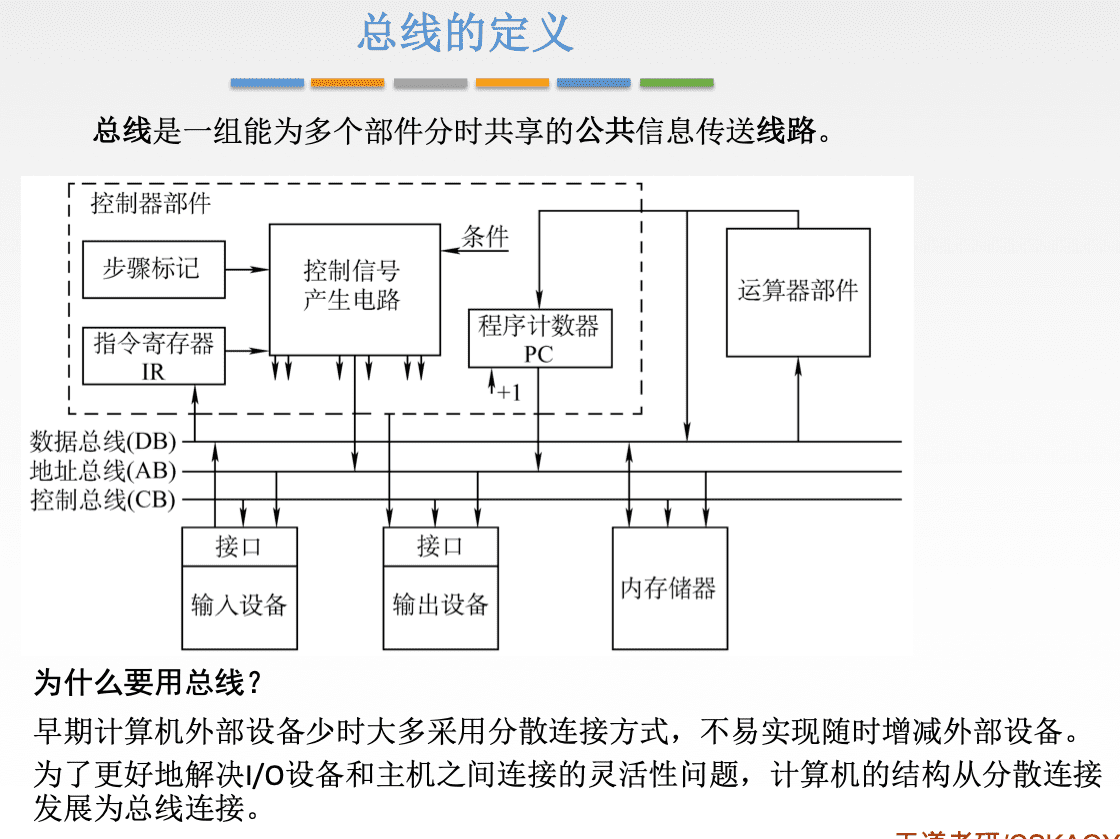 总线的定义
总线是一组能为多个部件分时共享的公共信息传送线路。
控制器部件
步骤标记
控制信号
产生电路
条件
运算器部件
指令寄存器
IR
程序计数器
PC
+1
数据总线(DB)
地址总线(AB)
控制总线(CB)
接口
输入设备
接口
输出设备
内存储器
为什么要用总线?
早期计算机外部设备少时大多采用分散连接方式，不易实现随时增减外部设备。
为了更好地解决I/O设备和主机之间连接的灵活性问题，计算机的结构从分散连接
发展为总线连接。